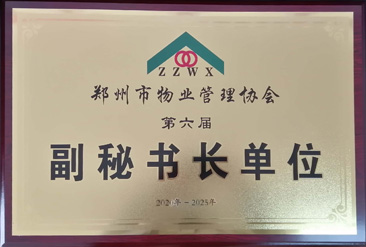 ZZWX
郑州市物业管理协会
第六届
副秘书长单位
2020年-2025年